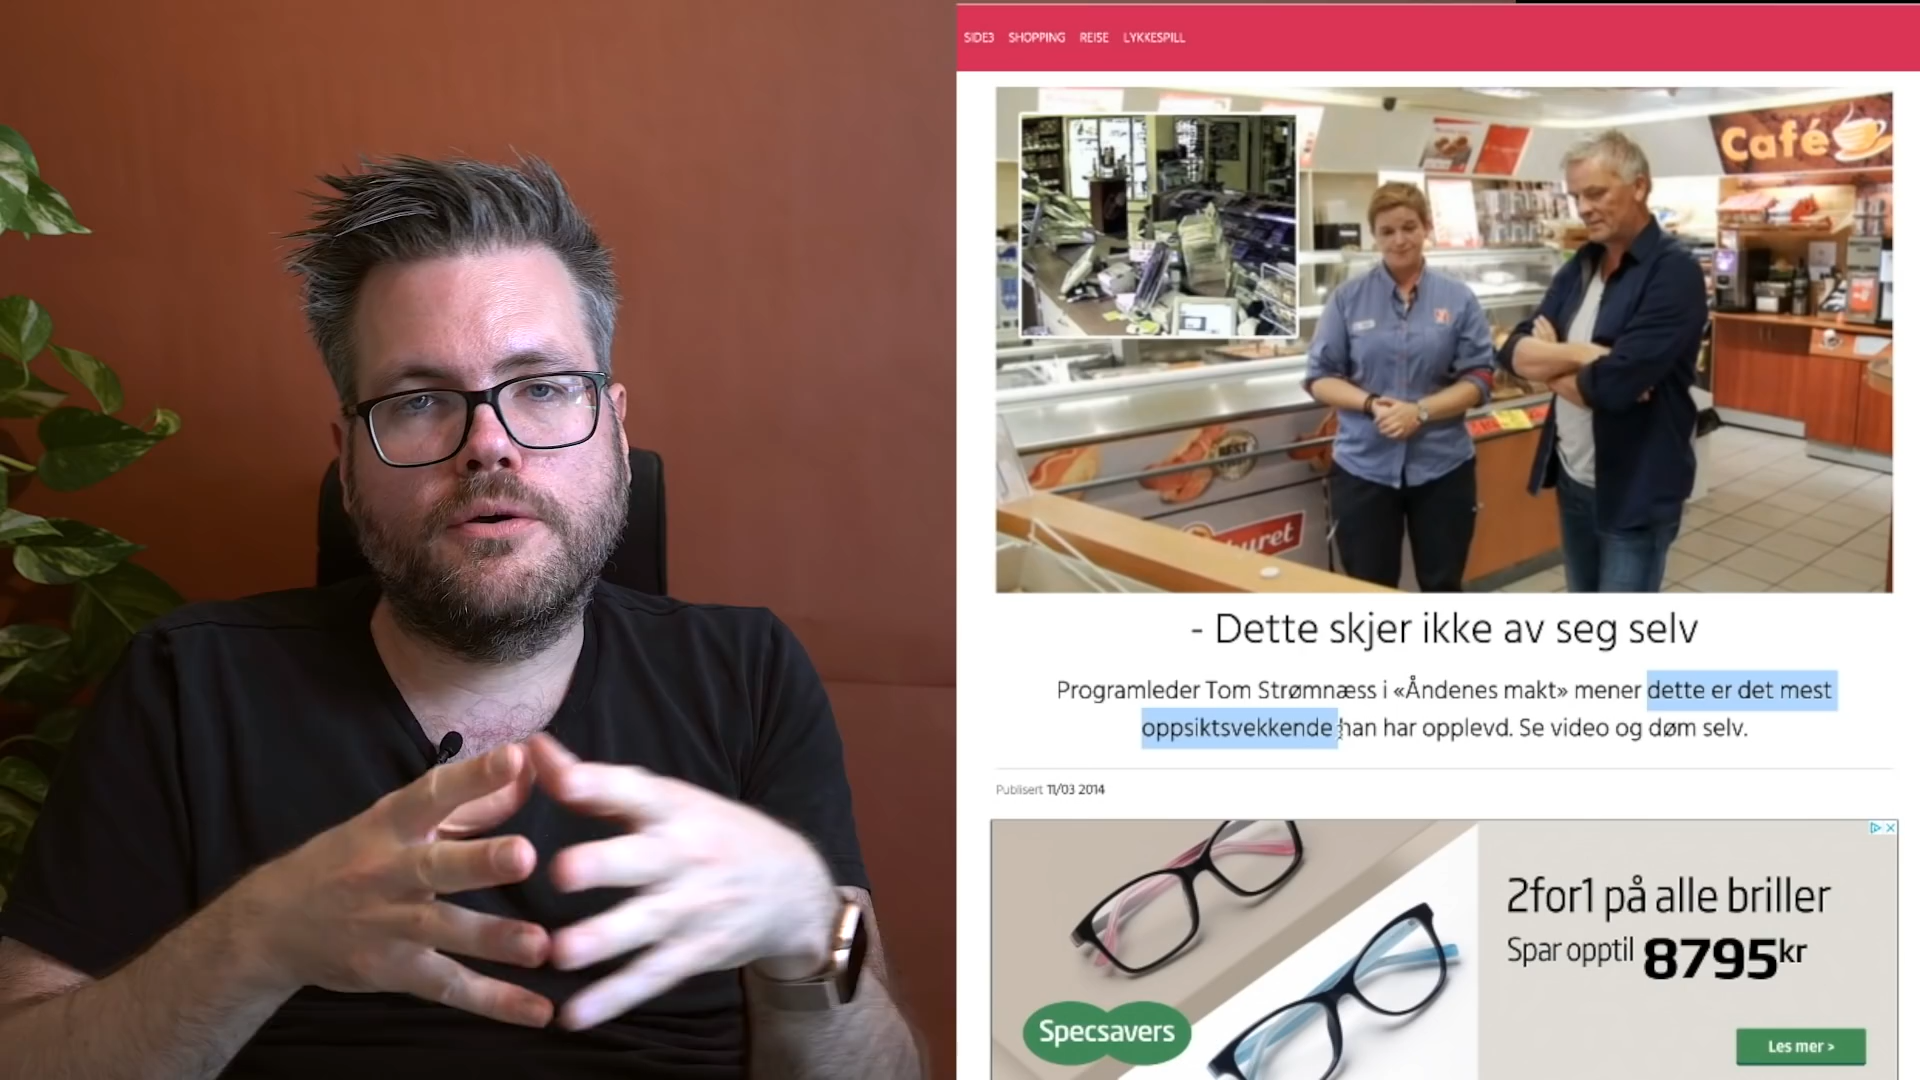 SIDE3 SHOPPING REISE LYKKESPILL
Café
- Dette skjer ikke av seg selv
Programleder Tom Strømnæss i «Åndenes makt» mener dette er det mest
oppsiktsvekkende han har opplevd. Se video og døm selv.
Publisert 11/03 2014
2for1 på alle briller
Spar opptil 8795kr
Specsavers
Les mer >